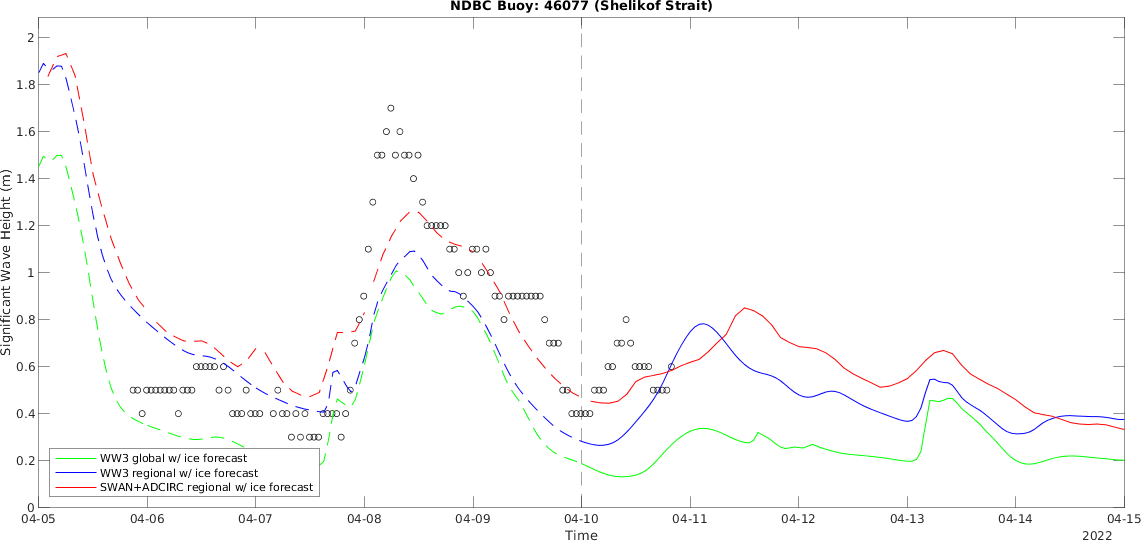 NDBC Buoy: 46077 (Shelikof Strait)
Significant Wave Height (m)
2
1.8
1.6
1.4
1.2
1
0.8
0.6
0.4
0.2
0
WW3 global w/ ice forecast
WW3 regional w/ ice forecast
SWAN+ADCIRC regional w/ ice forecast
04-05 04-06 04-07 04-08 04-09 04-10 04-11 04-12 04-13 04-14 04-15
Time
2022